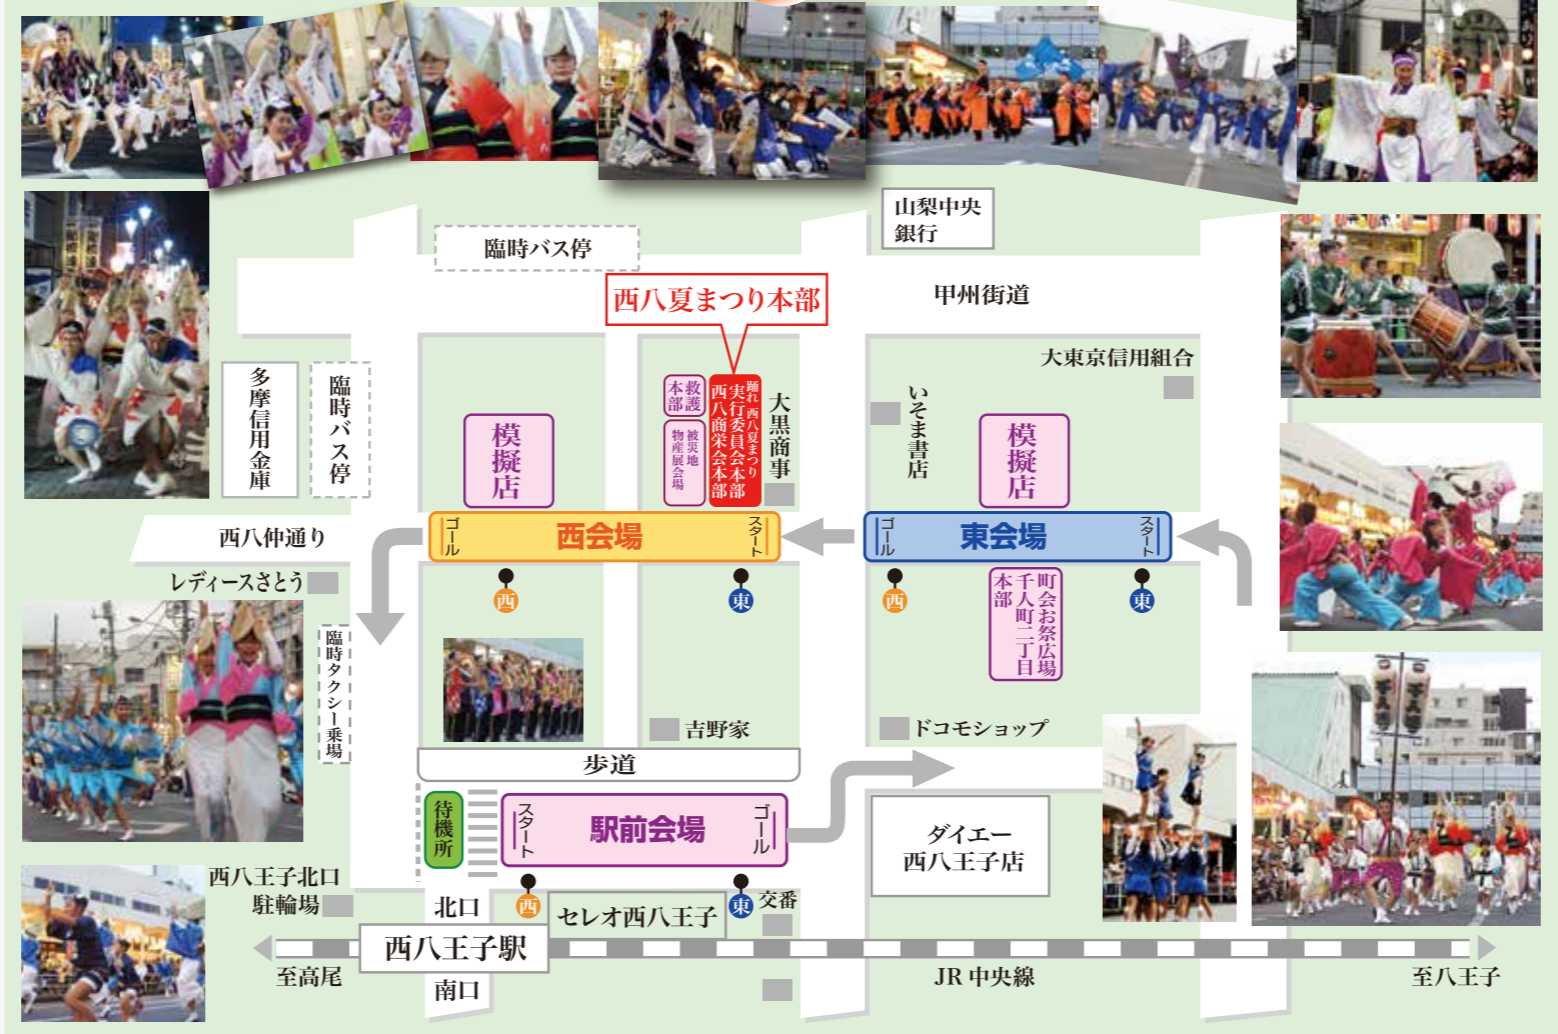 山梨中央
銀行
臨時バス停
西八夏まつり本部
甲州街道
大東京信用組合
多摩信用金庫
臨時バス停
模擬店
救護
本部
被災地
物産展会場
踊れ 西八夏まつり
実行委員会本部
西八商栄会本部
大黒商事
いそま書店
模擬店
西八仲通り
ゴール
西会場
スタート
ゴール
東会場
スタート
レディースさとう
西
東
西
東
町会お祭広場
千人町二丁目
本部
臨時タクシー乗場
吉野家
ドコモショップ
歩道
待機所
スタート
駅前会場
ゴール
ダイエー
西八王子店
西八王子北口
駐輪場
北口
西
セレオ西八王子
東
交番
西八王子駅
至高尾
南口
JR中央線
至八王子